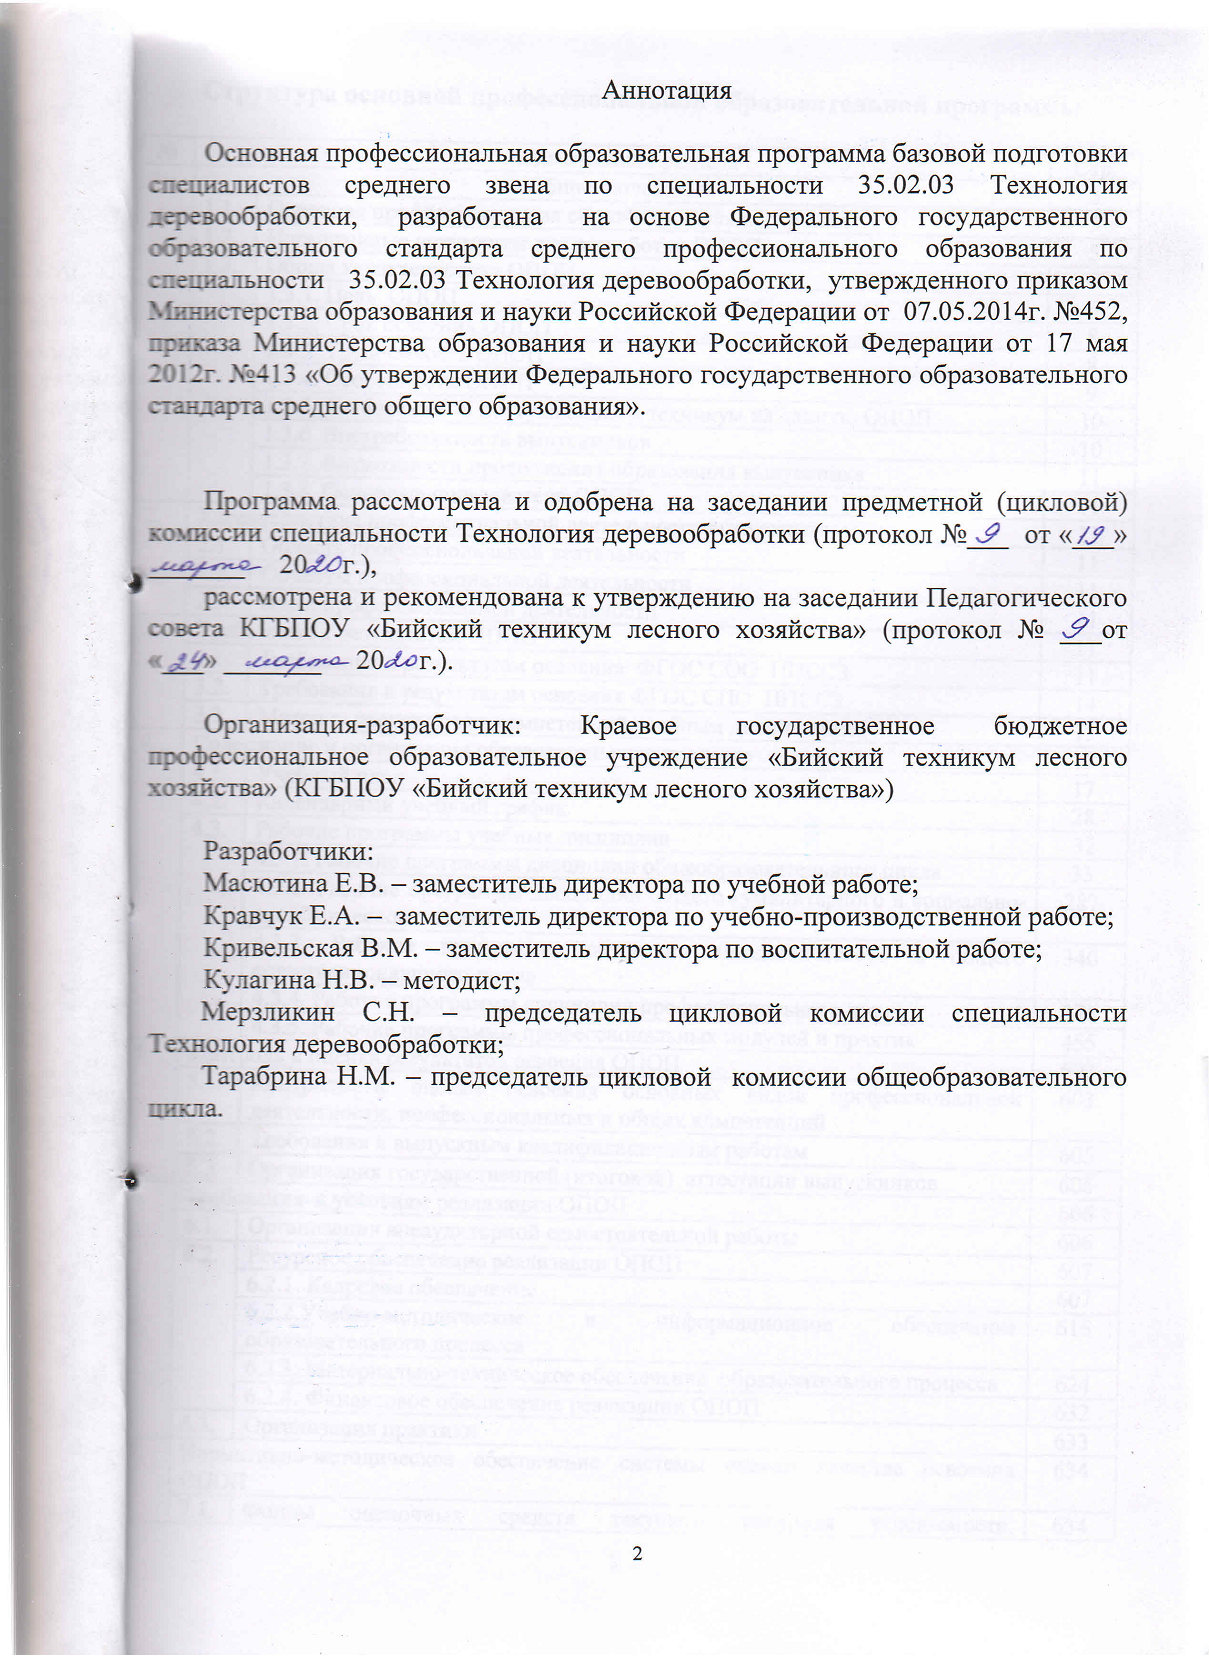 Аннотация
Основная профессиональная образовательная программа базовой подготовки
специалистов среднего звена по специальности 35.02.03 Технология
деревообработки, разработана на основе Федерального государственного
образовательного стандарта среднего профессионального образования по
специальности 35.02.03 Технология деревообработки, утвержденного приказом
Министерства образования и науки Российской Федерации от 07.05.2014г. №452,
приказа Министерства образования и науки Российской Федерации от 17 мая
2012г. №413 «Об утверждении Федерального государственного образовательного
стандарта среднего общего образования».
Программа рассмотрена и одобрена на заседании предметной (цикловой)
комиссии специальности Технология деревообработки (протокол № 9 от «19»
марта 2020г.),
рассмотрена и рекомендована к утверждению на заседании Педагогического
совета КГБПОУ «Бийский техникум лесного хозяйства» (протокол № 9 от
«24» марта 2020г.).
Организация-разработчик: Краевое государственное бюджетное
профессиональное образовательное учреждение «Бийский техникум лесного
хозяйства» (КГБПОУ «Бийский техникум лесного хозяйства»)
Разработчики:
Масютина Е.В. – заместитель директора по учебной работе;
Кравчук Е.А. – заместитель директора по учебно-производственной работе;
Кривельская В.М. – заместитель директора по воспитательной работе;
Кулагина Н.В. – методист;
Мерзликин С.Н. – председатель цикловой комиссии специальности
Технология деревообработки;
Тарабрина Н.М. – председатель цикловой комиссии общеобразовательного
цикла.
2